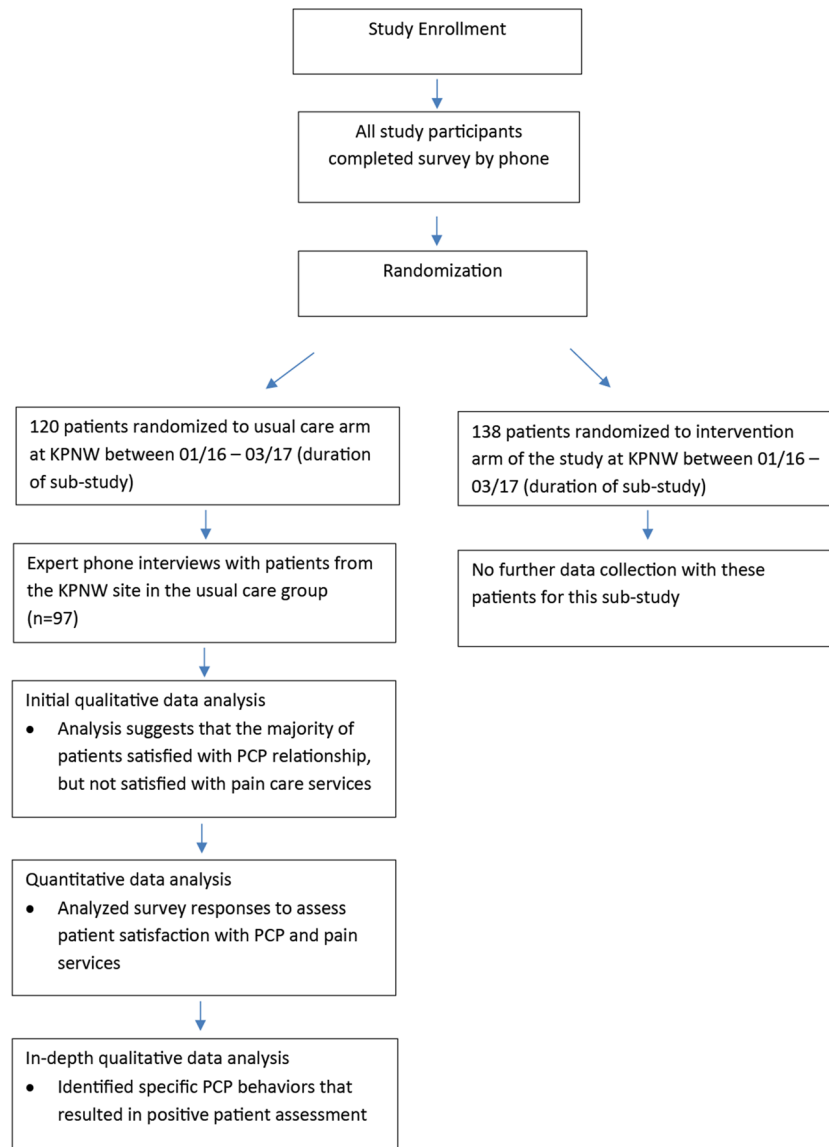 Study Enrollment
All study participants
completed survey by phone
Randomization
120 patients randomized to usual care arm
at KPNW between 01/16 – 03/17 (duration
of sub-study)
138 patients randomized to intervention
arm of the study at KPNW between 01/16 –
03/17 (duration of sub-study)
Expert phone interviews with patients from
the KPNW site in the usual care group
(n=97)
No further data collection with these
patients for this sub-study
Initial qualitative data analysis
• Analysis suggests that the majority of
patients satisfied with PCP relationship,
but not satisfied with pain care services
Quantitative data analysis
• Analyzed survey responses to assess
patient satisfaction with PCP and pain
services
In-depth qualitative data analysis
• Identified specific PCP behaviors that
resulted in positive patient assessment